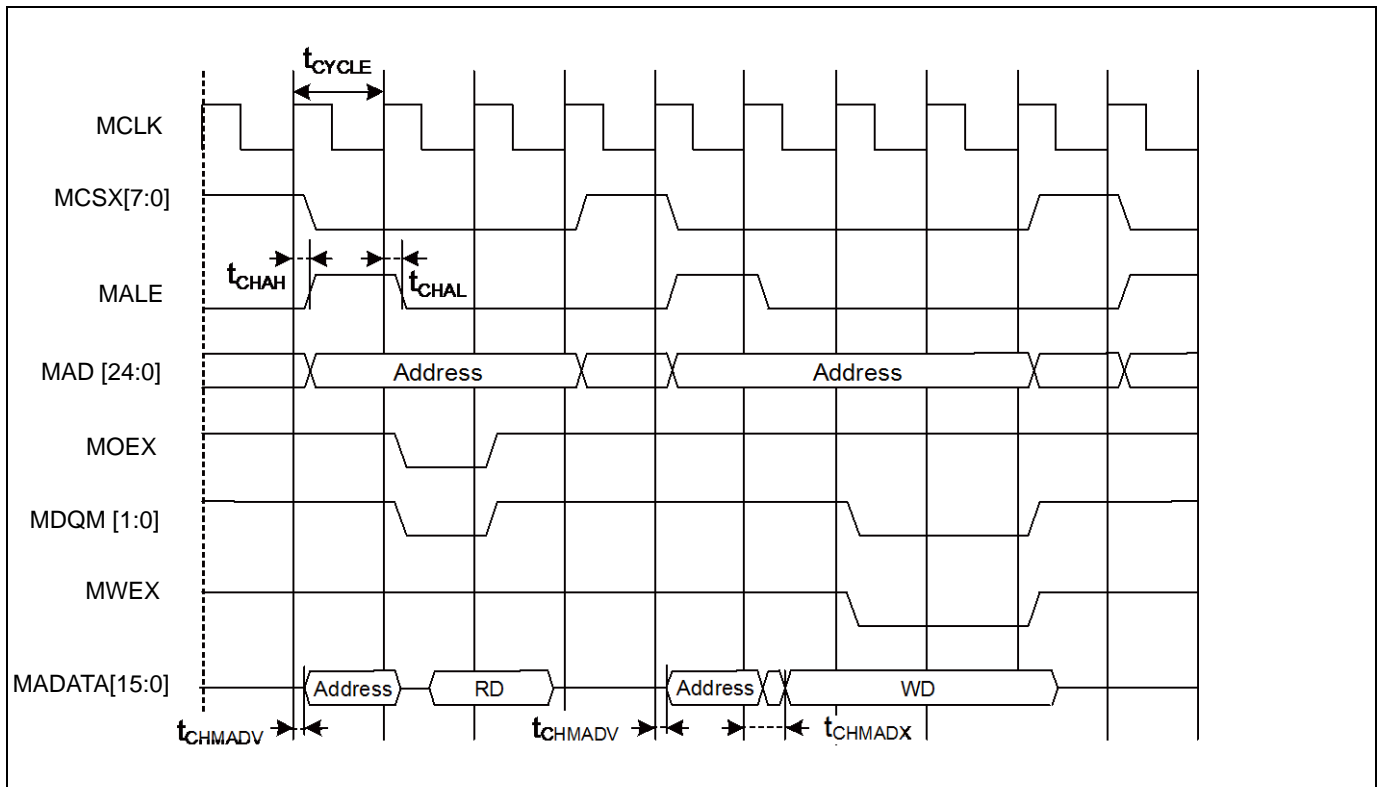 tCYCLE
MCLK
MCSX[7:0]
tCHAH
tCHAL
MALE
MAD [24:0]
Address
Address
MOEX
MDQM [1:0]
MWEX
MADATA[15:0]
Address
RD
Address
WD
tCHMADV
tCHMADV
tCHMADX